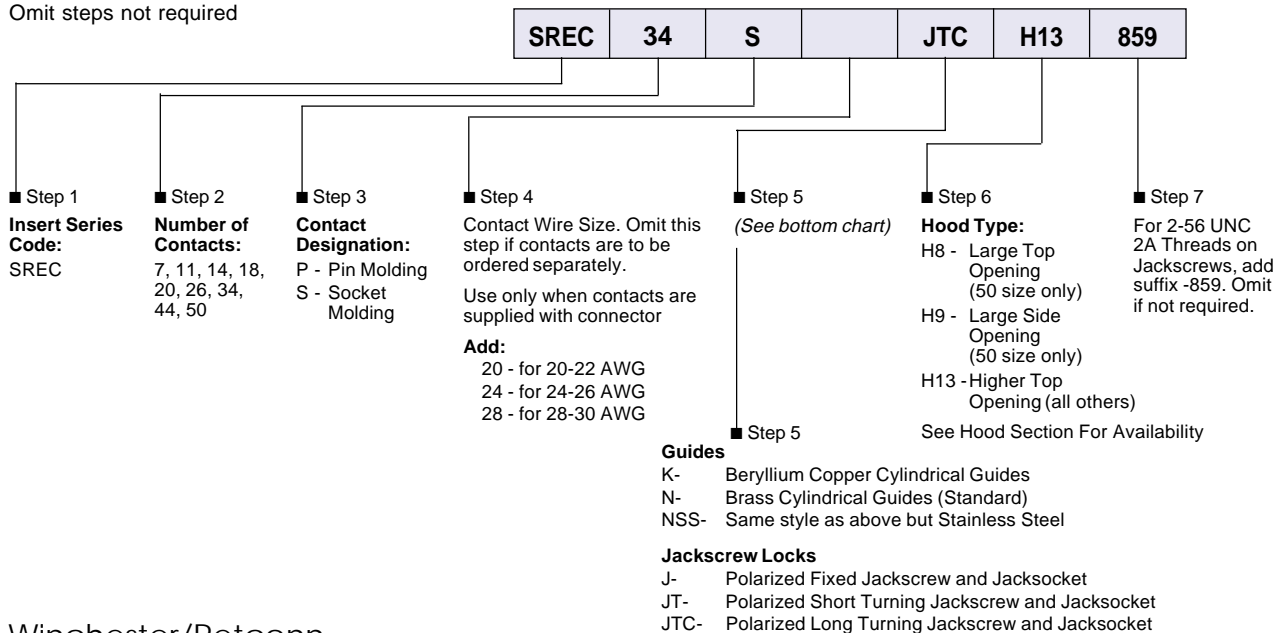 Omit steps not required
SREC 34 S JTC H13 859
■ Step 1
Insert Series
Code:
SREC
■ Step 2
Number of
Contacts:
7, 11, 14, 18,
20, 26, 34,
44, 50
■ Step 3
Contact
Designation:
P - Pin Molding
S - Socket
Molding
■ Step 4
Contact Wire Size. Omit this
step if contacts are to be
ordered separately.
Use only when contacts are
supplied with connector
Add:
20 - for 20-22 AWG
24 - for 24-26 AWG
28 - for 28-30 AWG
■ Step 5
(See bottom chart)
■ Step 6
Hood Type:
H8 - Large Top
Opening
(50 size only)
H9 - Large Side
Opening
(50 size only)
H13 -Higher Top
Opening (all others)
See Hood Section For Availability
■ Step 7
For 2-56 UNC
2A Threads on
Jackscrews, add
suffix -859. Omit
if not required.
■ Step 5
Guides
K- Beryllium Copper Cylindrical Guides
N- Brass Cylindrical Guides (Standard)
NSS- Same style as above but Stainless Steel
Jackscrew Locks
J- Polarized Fixed Jackscrew and Jacksocket
JT- Polarized Short Turning Jackscrew and Jacksocket
JTC- Polarized Long Turning Jackscrew and Jacksocket